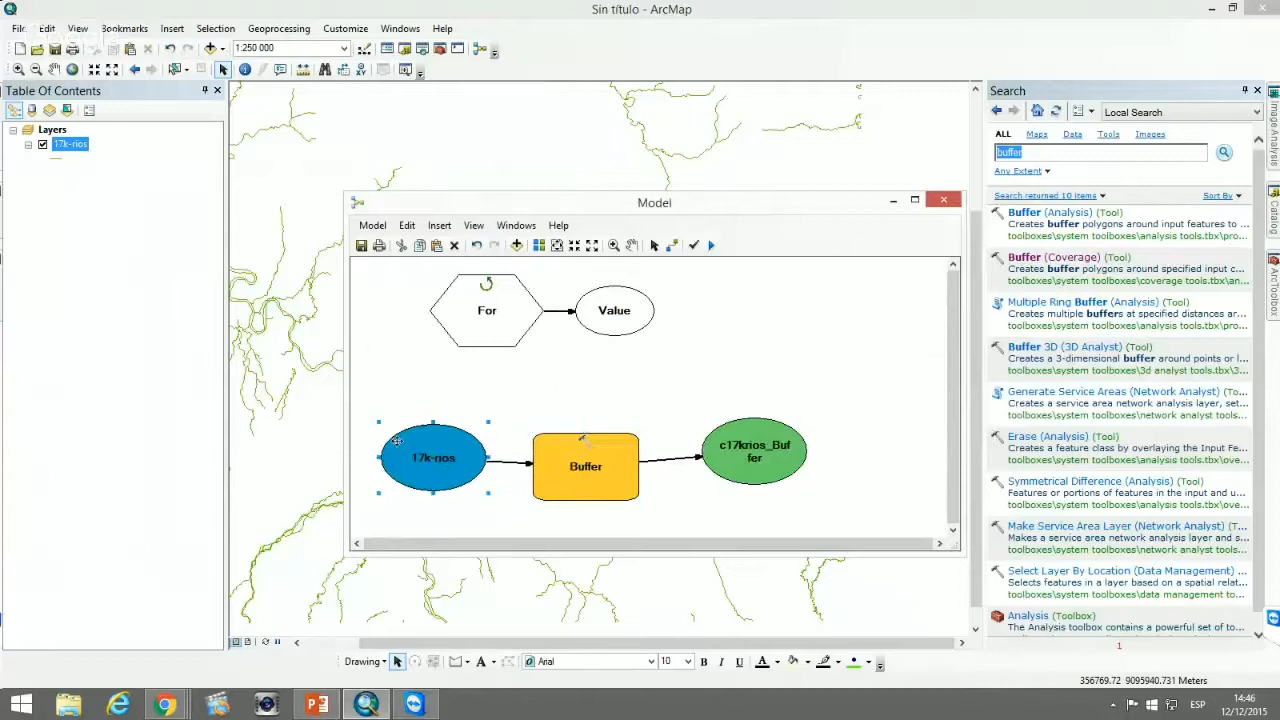 Sin título - ArcMap
File Edit View Bookmarks Insert Selection Geoprocessing Customize Windows Help
1:250 000
Table Of Contents
Layers
17k-rios
Model
Model Edit Insert View Windows Help
For
Value
17k-rios
Buffer
c17krios_Buf
fer
Search
Local Search
ALL Maps Data Tools Images
buffer
Any Extent
Search returned 10 items Sort By
Buffer (Analysis) (Tool)
Creates buffer polygons around input features to ...
toolboxes\system toolboxes\analysis tools.tbx\pro...
Buffer (Coverage) (Tool)
Creates buffer polygons around specified input c...
toolboxes\system toolboxes\coverage tools.tbx\an...
Multiple Ring Buffer (Analysis) (Tool)
Creates multiple buffers at specified distances ar...
toolboxes\system toolboxes\analysis tools.tbx\pro...
Buffer 3D (3D Analyst) (Tool)
Creates a 3-dimensional buffer around points or l...
toolboxes\system toolboxes\3d analyst tools.tbx\3...
Generate Service Areas (Network Analyst)
Creates a service area network analysis layer, set...
toolboxes\system toolboxes\network analyst tools...
Erase (Analysis) (Tool)
Creates a feature class by overlaying the Input Fe...
toolboxes\system toolboxes\analysis tools.tbx\ove...
Symmetrical Difference (Analysis) (Tool)
Features or portions of features in the input and u...
toolboxes\system toolboxes\analysis tools.tbx\ove...
Make Service Area Layer (Network Analyst) (T...
Makes a service area network analysis layer and s...
toolboxes\system toolboxes\network analyst tools...
Select Layer By Location (Data Management) ...
Selects features in a layer based on a spatial relat...
toolboxes\system toolboxes\data management to...
Analysis (Toolbox)
The Analysis toolbox contains a powerful set of to...
1
Image Analysis
Catalog
ArcToolbox
Drawing
A
Arial
10
B I U A
356769.72 9095940.731 Meters
ESP
14:46
12/12/2015